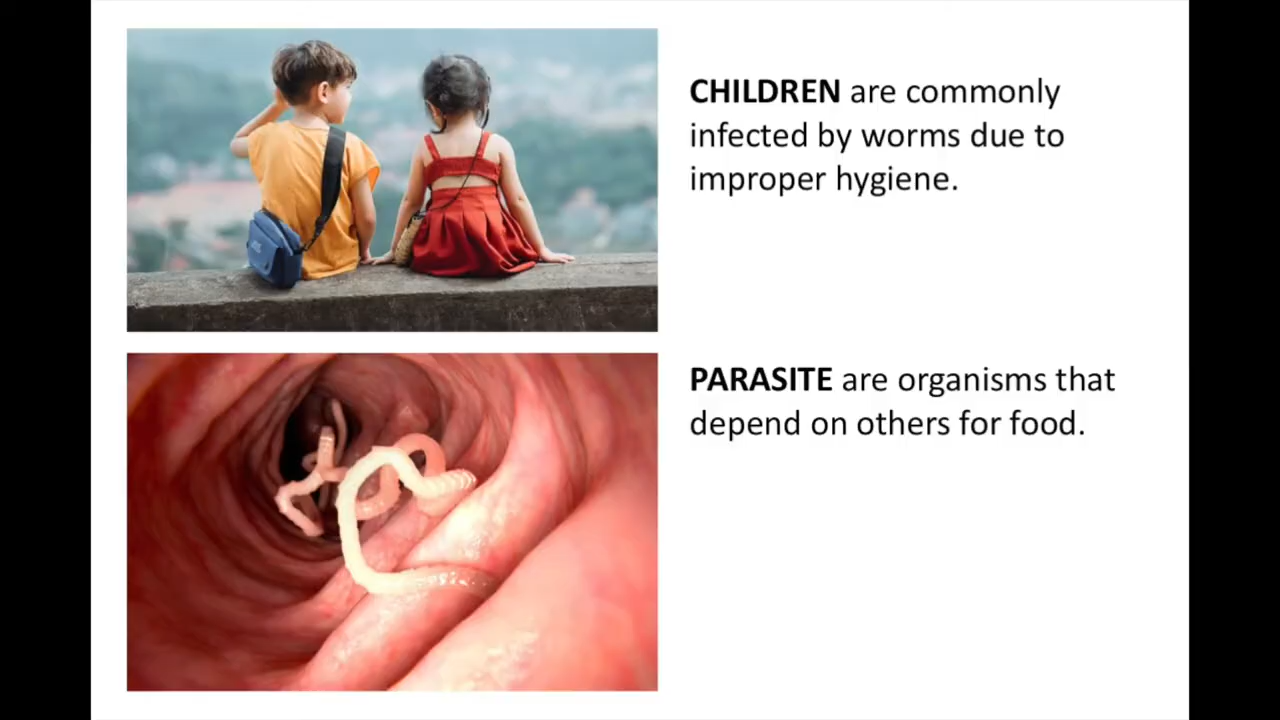 CHILDREN are commonly
infected by worms due to
improper hygiene.
PARASITE are organisms that
depend on others for food.